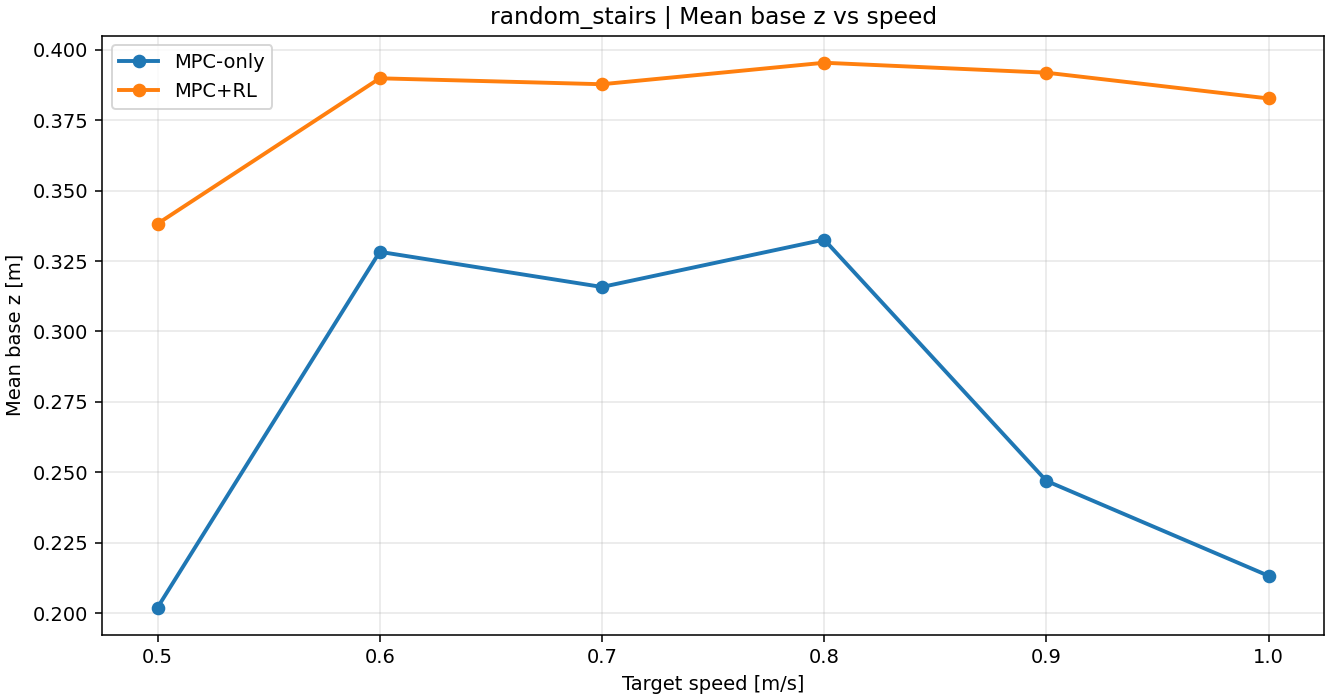 random_stairs | Mean base z vs speed
MPC-only
MPC+RL
Mean base z [m]
0.400
0.375
0.350
0.325
0.300
0.275
0.250
0.225
0.200
0.5 0.6 0.7 0.8 0.9 1.0
Target speed [m/s]